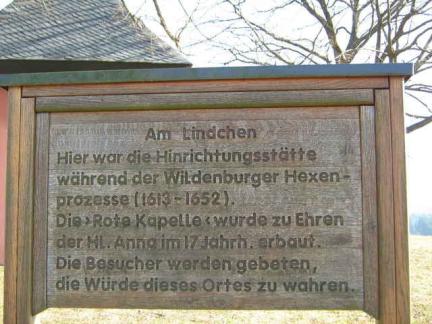 Am Lindchen
Hier war die Hinrichtungsstätte
während der Wildenburger Hexen-
prozesse (1613-1652).
Die ›Rote Kapelle‹ wurde zu Ehren
der Hl. Anna im 17 Jahrh. erbaut.
Die Besucher werden gebeten,
die Würde dieses Ortes zu wahren.